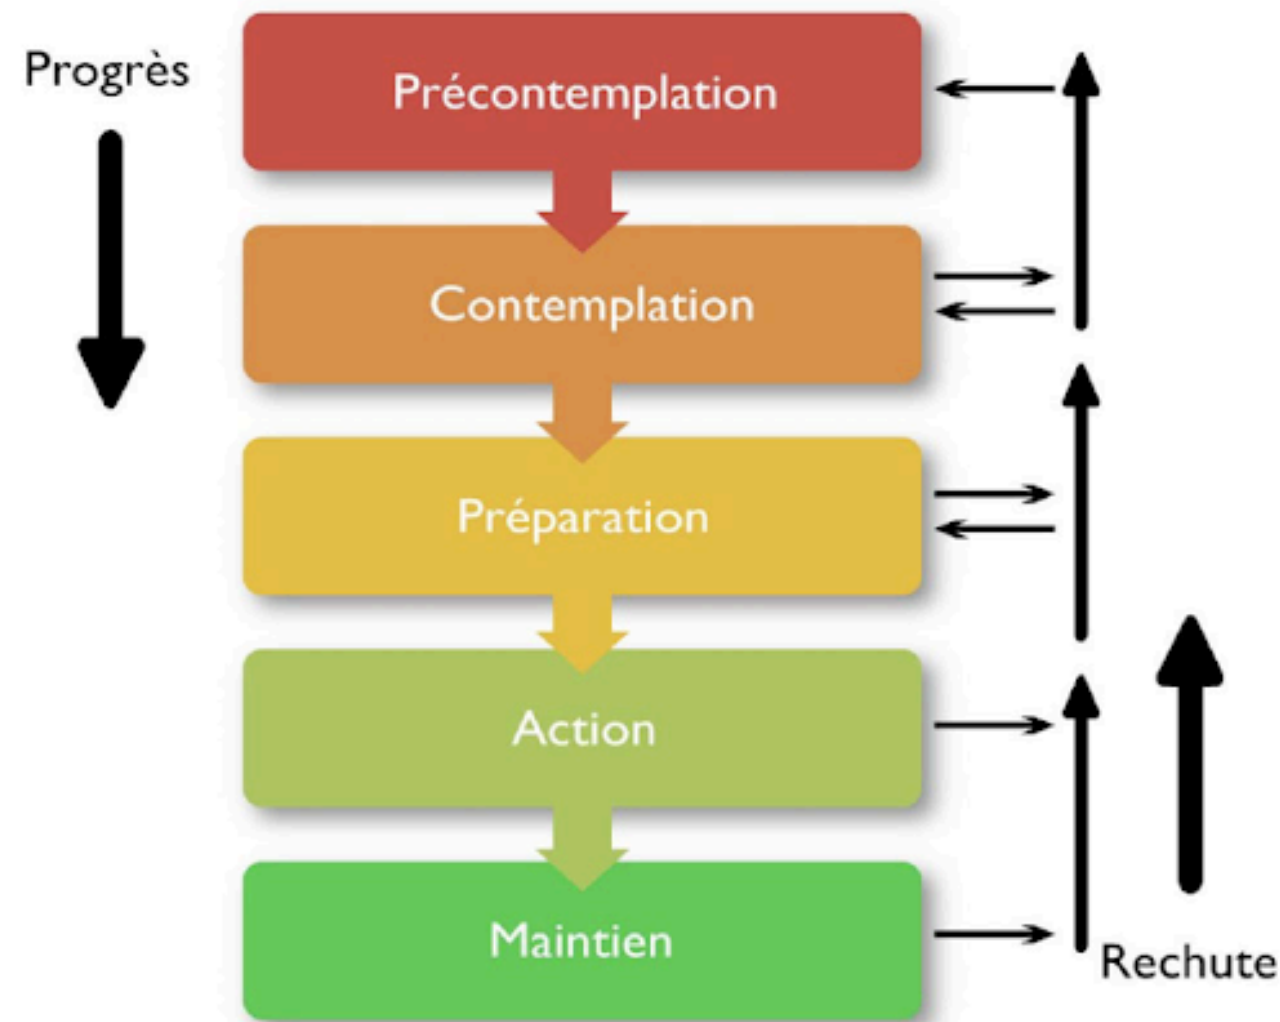 Progrès
Précontemplation
Contemplation
Préparation
Action
Maintien
Rechute